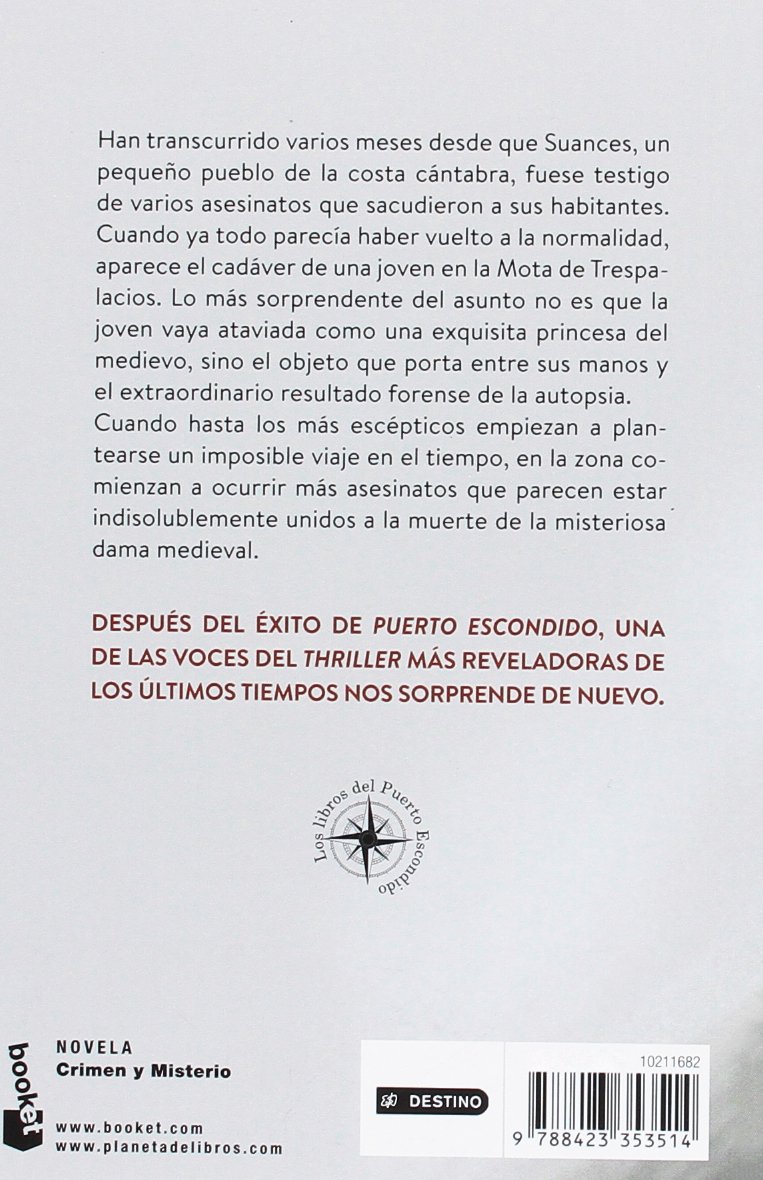 Han transcurrido varios meses desde que Suances, un
pequeño pueblo de la costa cántabra, fuese testigo
de varios asesinatos que sacudieron a sus habitantes.
Cuando ya todo parecía haber vuelto a la normalidad,
aparece el cadáver de una joven en la Mota de Trespa-
lacios. Lo más sorprendente del asunto no es que la
joven vaya ataviada como una exquisita princesa del
medievo, sino el objeto que porta entre sus manos y
el extraordinario resultado forense de la autopsia.
Cuando hasta los más escépticos empiezan a plan-
tearse un imposible viaje en el tiempo, en la zona co-
mienzan a ocurrir más asesinatos que parecen estar
indisolublemente unidos a la muerte de la misteriosa
dama medieval.
DESPUÉS DEL ÉXITO DE PUERTO ESCONDIDO, UNA
DE LAS VOCES DEL THRILLER MÁS REVELADORAS DE
LOS ÚLTIMOS TIEMPOS NOS SORPRENDE DE NUEVO.
Los libros del Puerto Escondido
booket
NOVELA
Crimen y Misterio
www.booket.com
www.planetadelibros.com
DESTINO
10211682
9 788423 353514